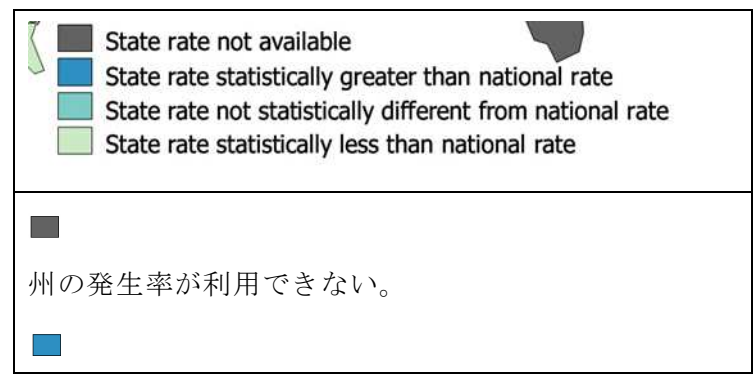 State rate not available
State rate statistically greater than national rate
State rate not statistically different from national rate
State rate statistically less than national rate
州の発生率が利用できない。